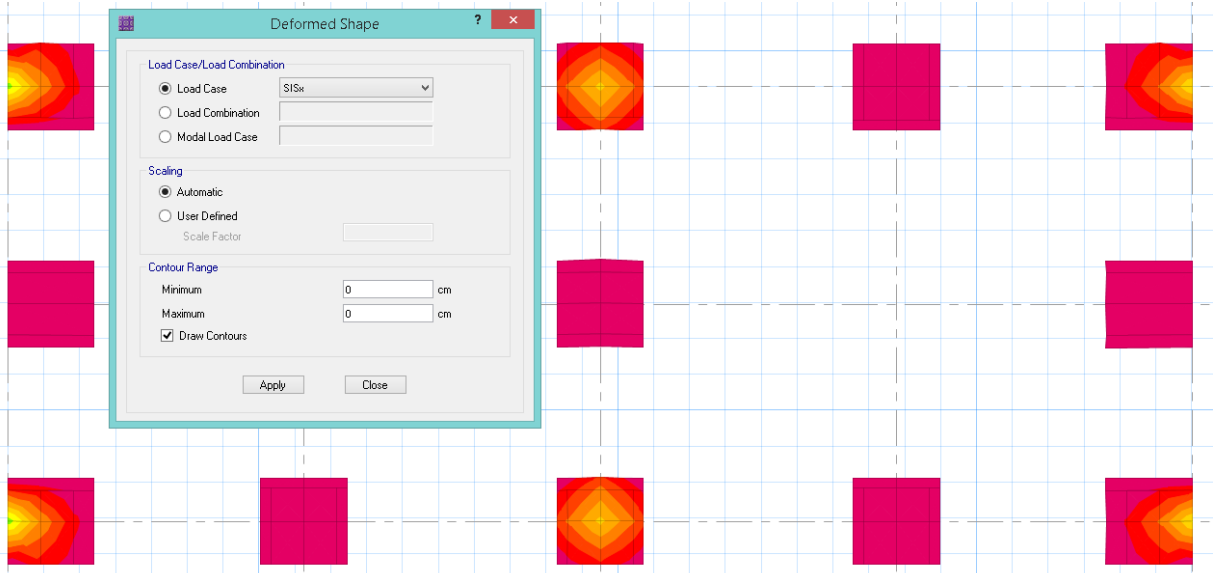 Deformed Shape ?
Load Case/Load Combination
Load Case SISx
Load Combination
Modal Load Case
Scaling
Automatic
User Defined
Scale Factor
Contour Range
Minimum 0 cm
Maximum 0 cm
Draw Contours
Apply Close